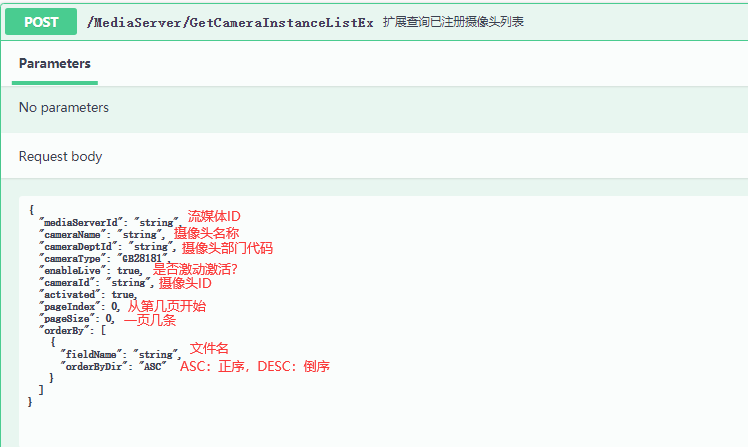 POST /MediaServer/GetCameraInstanceListEx 扩展查询已注册摄像头列表
Parameters
No parameters
Request body
{
"mediaServerId": "string", 流媒体ID
"cameraName": "string", 摄像头名称
"cameraDeptId": "string", 摄像头部门代码
"cameraType": "GB28181",
"enableLive": true, 是否激动激活?
"cameraId": "string", 摄像头ID
"activated": true,
"pageIndex": 0, 从第几页开始
"pageSize": 0, 一页几条
"orderBy": [
{
"fieldName": "string", 文件名
"orderByDir": "ASC" ASC：正序，DESC：倒序
}
]
}